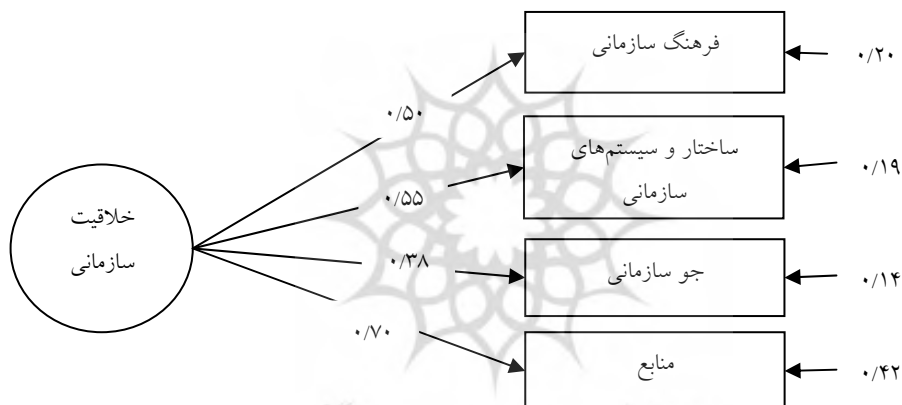 فرهنگ سازمانی
۰/۲۰
۰/۵۰
ساختار و سیستم‌های
سازمانی
۰/۱۹
۰/۵۵
خلاقیت
سازمانی
۰/۳۸
جو سازمانی
۰/۱۴
۰/۷۰
منابع
۰/۴۲